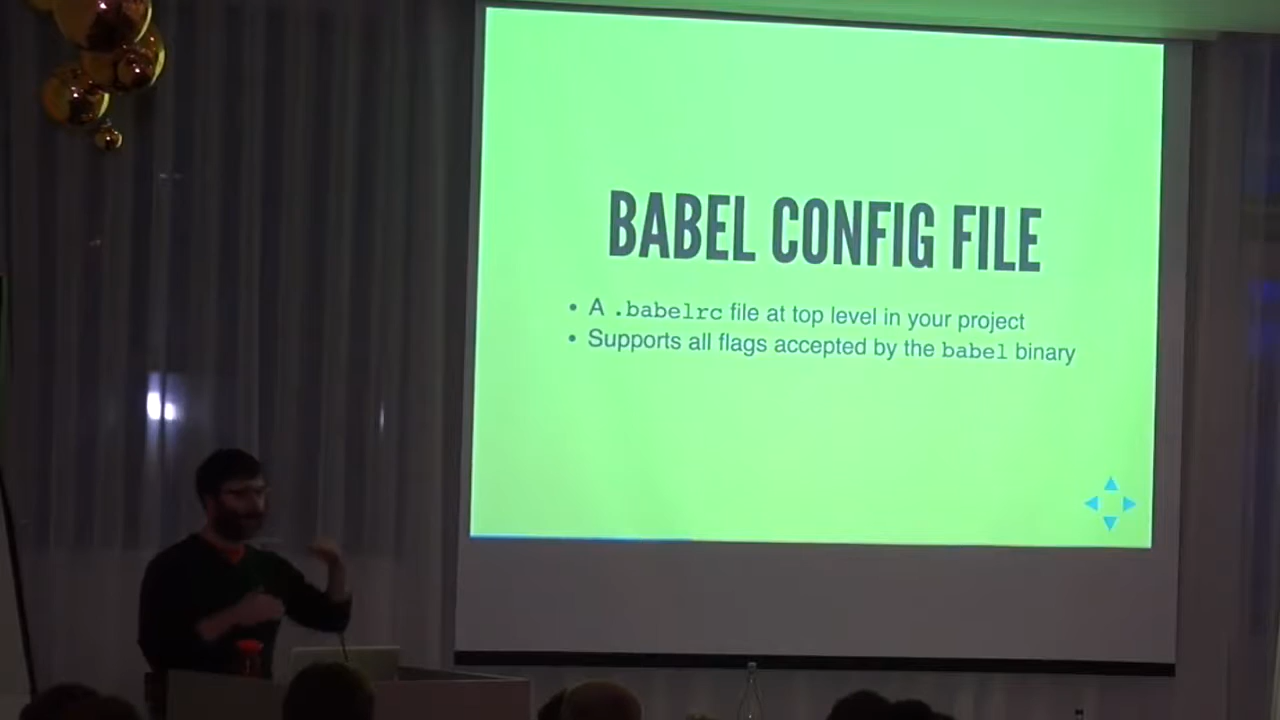 BABEL CONFIG FILE
• A .babelrc file at top level in your project
• Supports all flags accepted by the babel binary